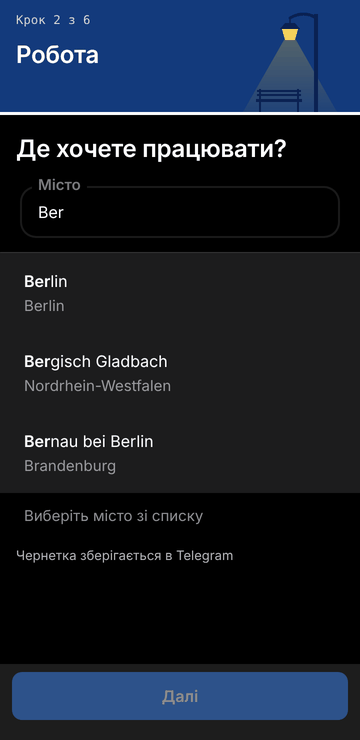 Крок 2 з 6
Робота
Де хочете працювати?
Місто
Ber
Berlin
Berlin
Bergisch Gladbach
Nordrhein-Westfalen
Bernau bei Berlin
Brandenburg
Виберіть місто зі списку
Чернетка зберігається в Telegram
Далі